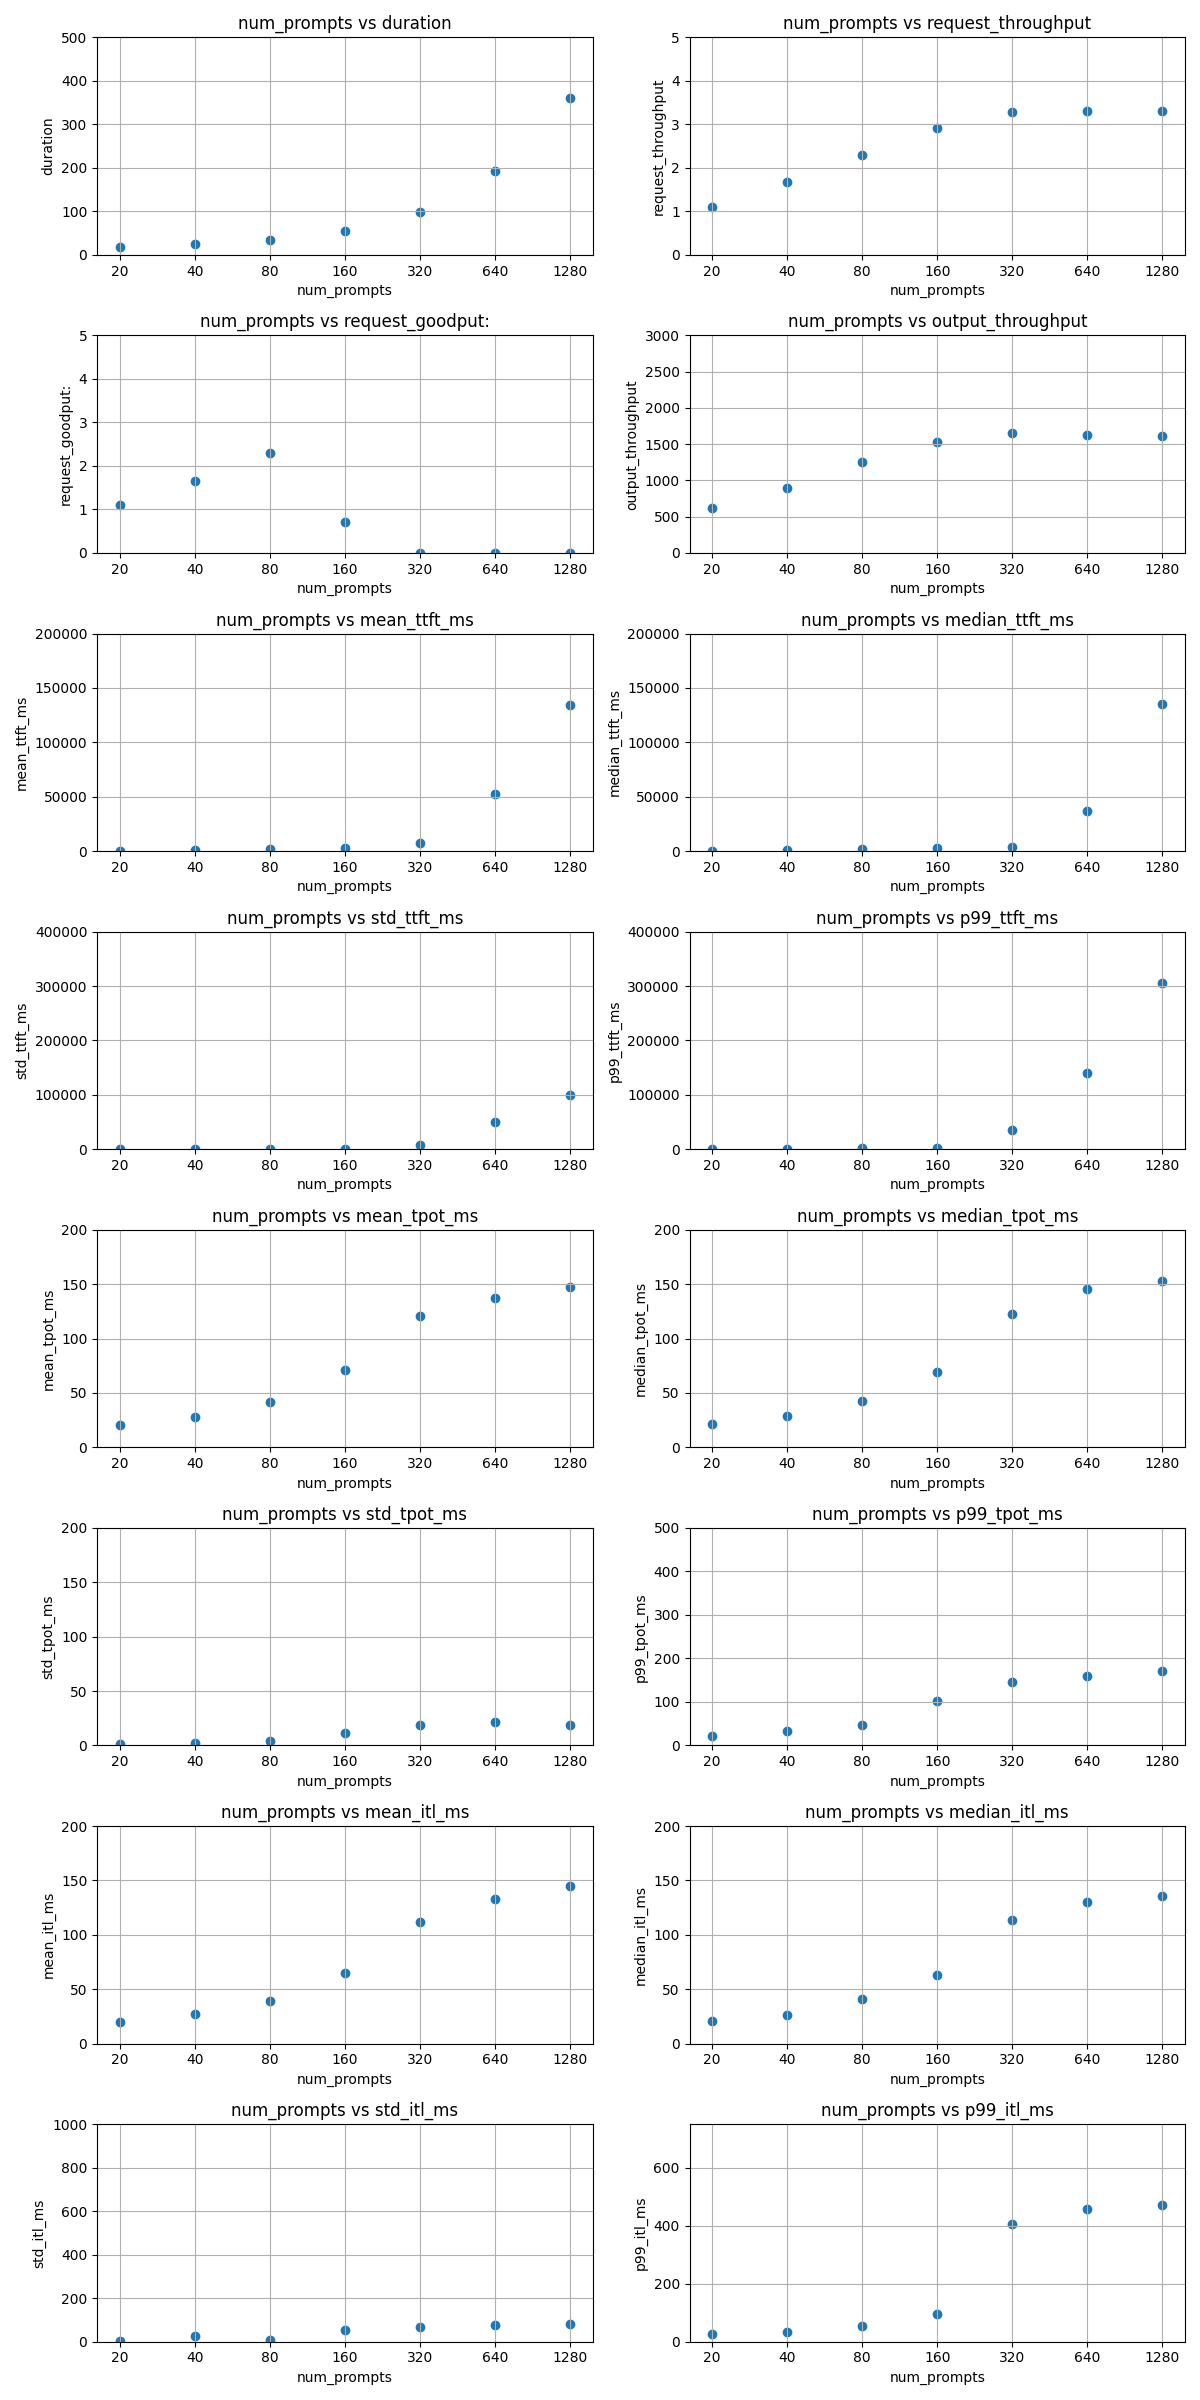 num_prompts vs duration
500
400
300
200
100
0
duration
20 40 80 160 320 640 1280
num_prompts
num_prompts vs request_throughput
5
4
3
2
1
0
request_throughput
20 40 80 160 320 640 1280
num_prompts
num_prompts vs request_goodput:
5
4
3
2
1
0
request_goodput:
20 40 80 160 320 640 1280
num_prompts
num_prompts vs output_throughput
3000
2500
2000
1500
1000
500
0
output_throughput
20 40 80 160 320 640 1280
num_prompts
num_prompts vs mean_ttft_ms
200000
150000
100000
50000
0
mean_ttft_ms
20 40 80 160 320 640 1280
num_prompts
num_prompts vs median_ttft_ms
200000
150000
100000
50000
0
median_ttft_ms
20 40 80 160 320 640 1280
num_prompts
num_prompts vs std_ttft_ms
400000
300000
200000
100000
0
std_ttft_ms
20 40 80 160 320 640 1280
num_prompts
num_prompts vs p99_ttft_ms
400000
300000
200000
100000
0
p99_ttft_ms
20 40 80 160 320 640 1280
num_prompts
num_prompts vs mean_tpot_ms
200
150
100
50
0
mean_tpot_ms
20 40 80 160 320 640 1280
num_prompts
num_prompts vs median_tpot_ms
200
150
100
50
0
median_tpot_ms
20 40 80 160 320 640 1280
num_prompts
num_prompts vs std_tpot_ms
200
150
100
50
0
std_tpot_ms
20 40 80 160 320 640 1280
num_prompts
num_prompts vs p99_tpot_ms
500
400
300
200
100
0
p99_tpot_ms
20 40 80 160 320 640 1280
num_prompts
num_prompts vs mean_itl_ms
200
150
100
50
0
mean_itl_ms
20 40 80 160 320 640 1280
num_prompts
num_prompts vs median_itl_ms
200
150
100
50
0
median_itl_ms
20 40 80 160 320 640 1280
num_prompts
num_prompts vs std_itl_ms
1000
800
600
400
200
0
std_itl_ms
20 40 80 160 320 640 1280
num_prompts
num_prompts vs p99_itl_ms
600
400
200
0
p99_itl_ms
20 40 80 160 320 640 1280
num_prompts